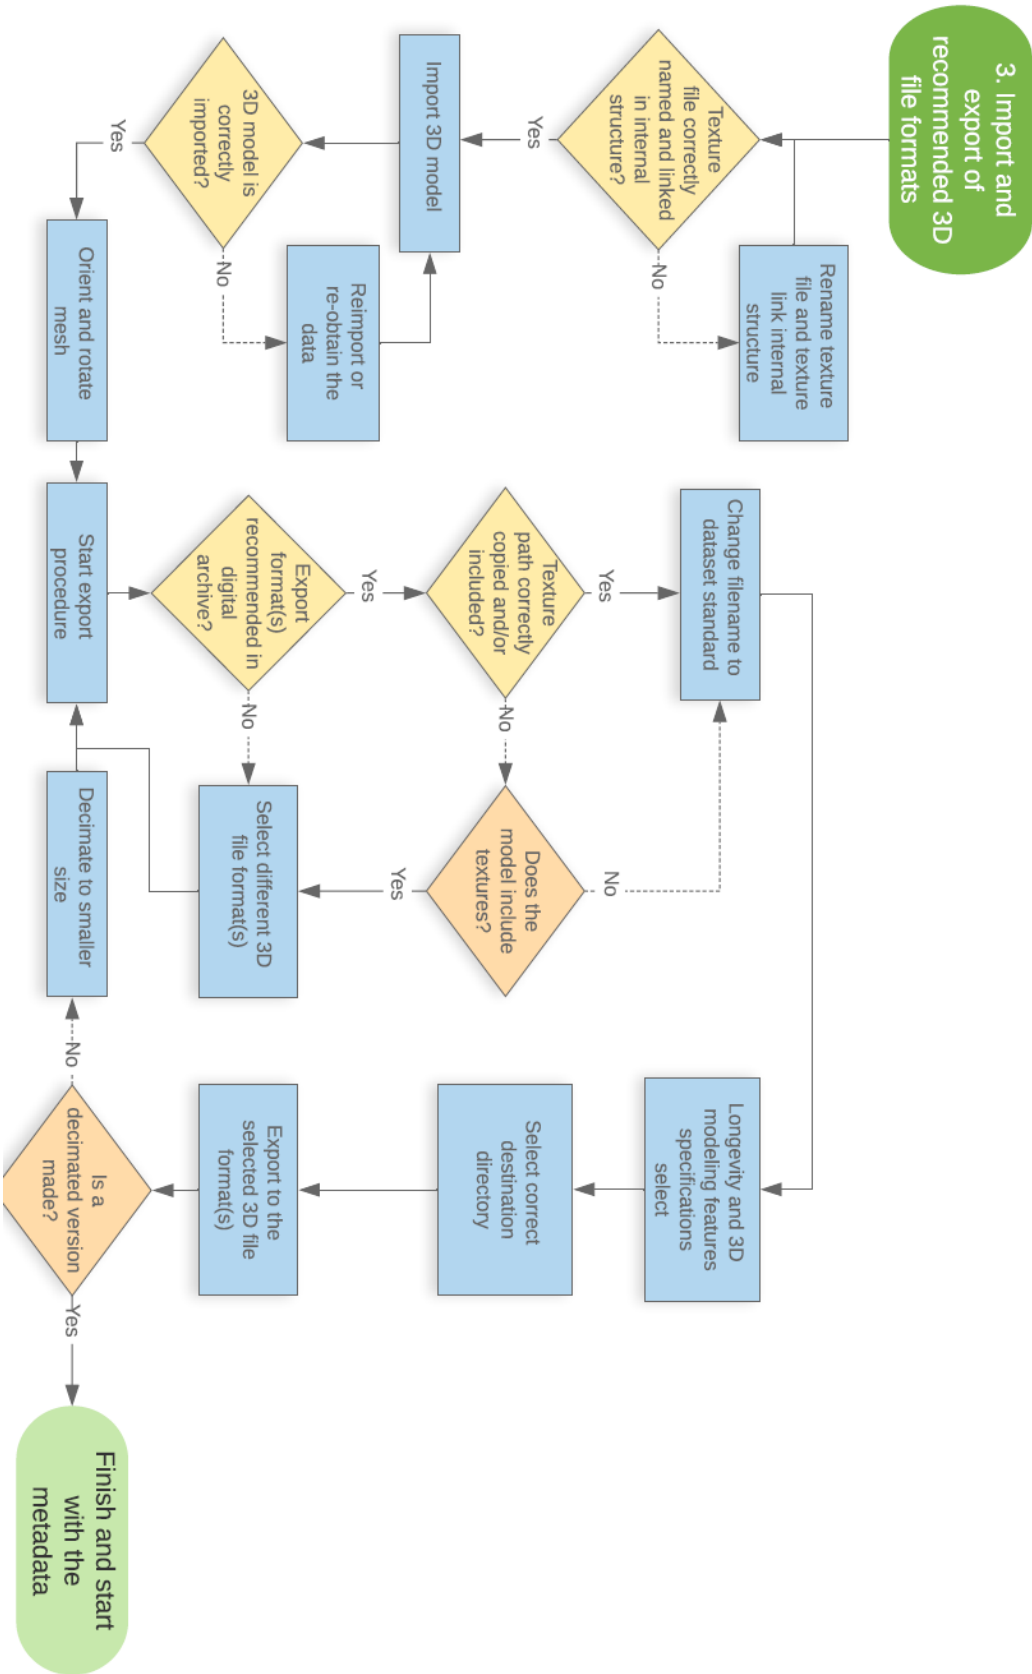 3. Import and
export of
recommended 3D
file formats
Texture
file correctly
named and linked
in internal
structure?
No
Rename texture
file and texture
link internal
structure
Yes
Import 3D model
3D model is
correctly
imported?
No
Reimport or
re-obtain the
data
Yes
Orient and rotate
mesh
Start export
procedure
Export
format(s)
recommended in
digital
archive?
No
Select different 3D
file format(s)
Yes
Texture
path correctly
copied and/or
included?
No
Does the
model include
textures?
Yes
No
Yes
Change filename to
dataset standard
Longevity and 3D
modeling features
specifications
select
Select correct
destination
directory
Export to the
selected 3D file
format(s)
Is a
decimated version
made?
No
Decimate to smaller
size
Yes
Finish and start
with the
metadata